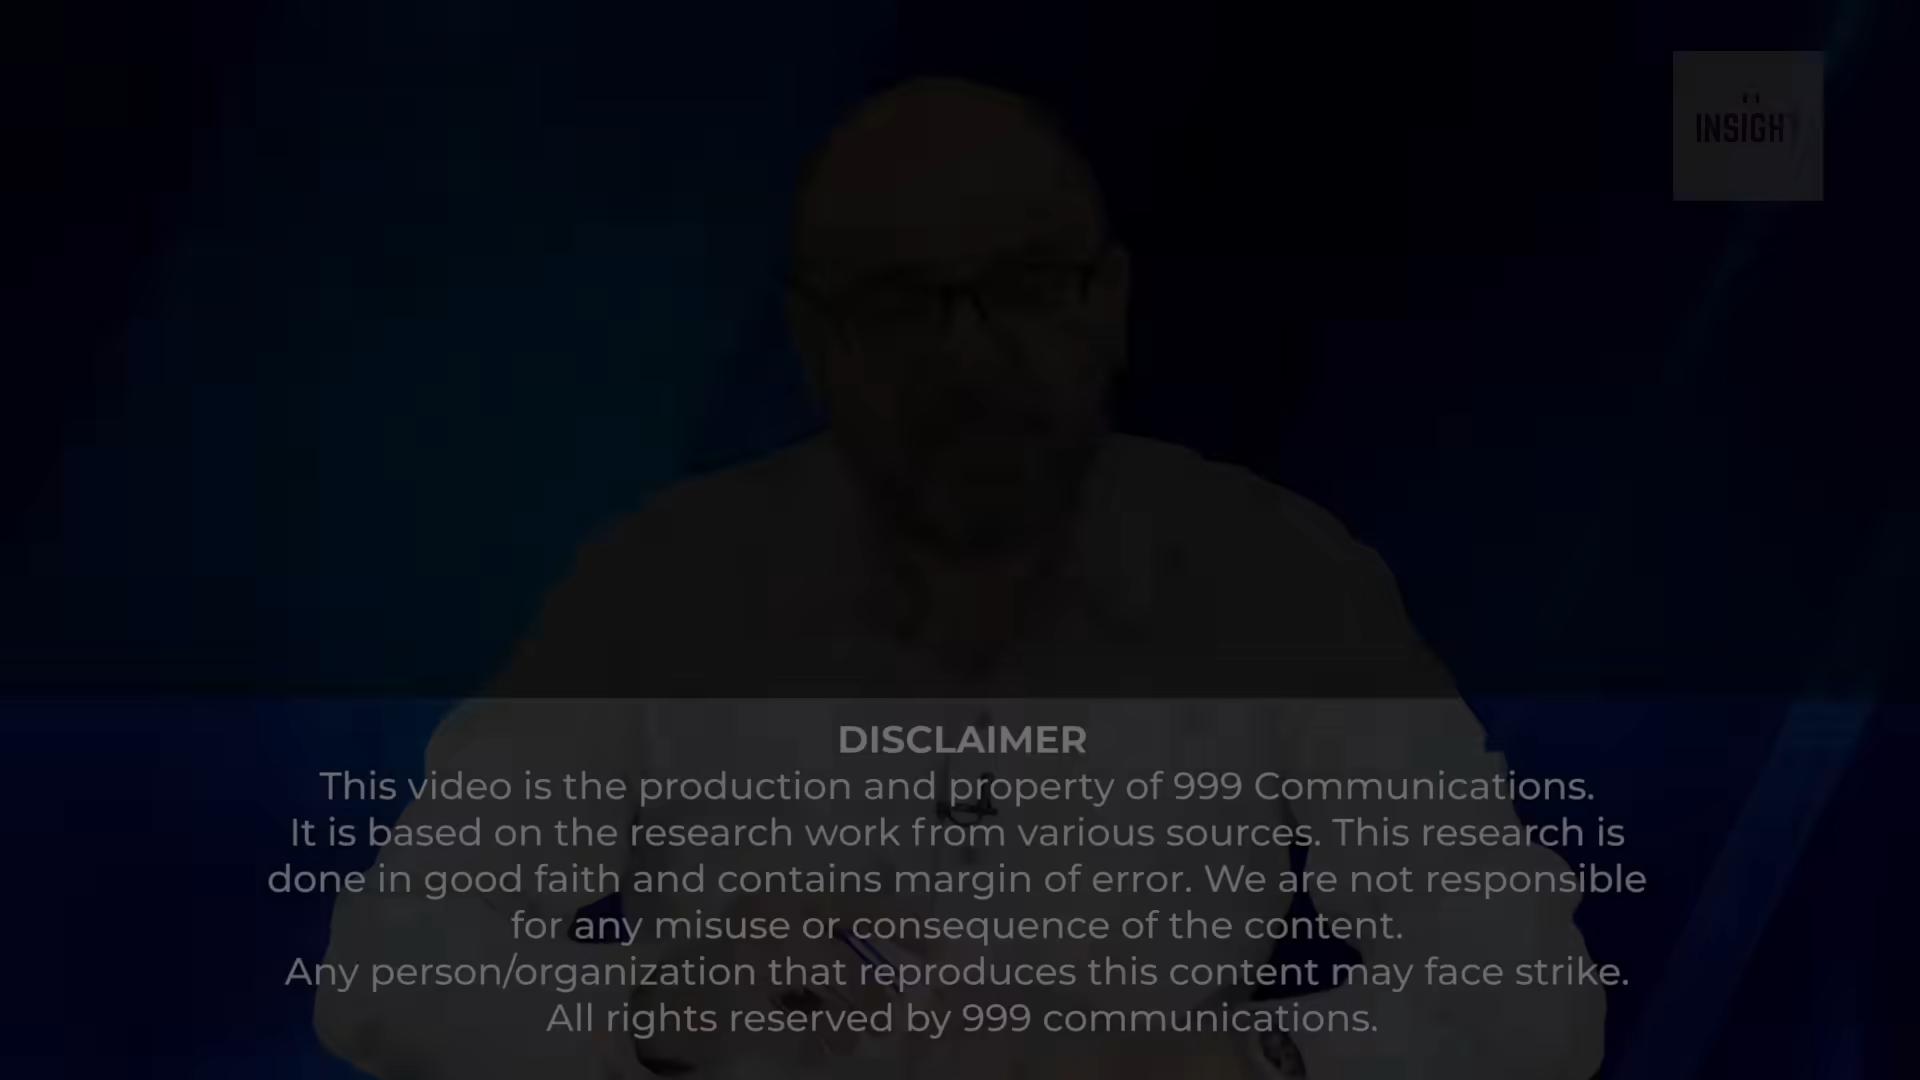 INSIGHT
DISCLAIMER
This video is the production and property of 999 Communications.
It is based on the research work from various sources. This research is
done in good faith and contains margin of error. We are not responsible
for any misuse or consequence of the content.
Any person/organization that reproduces this content may face strike.
All rights reserved by 999 communications.